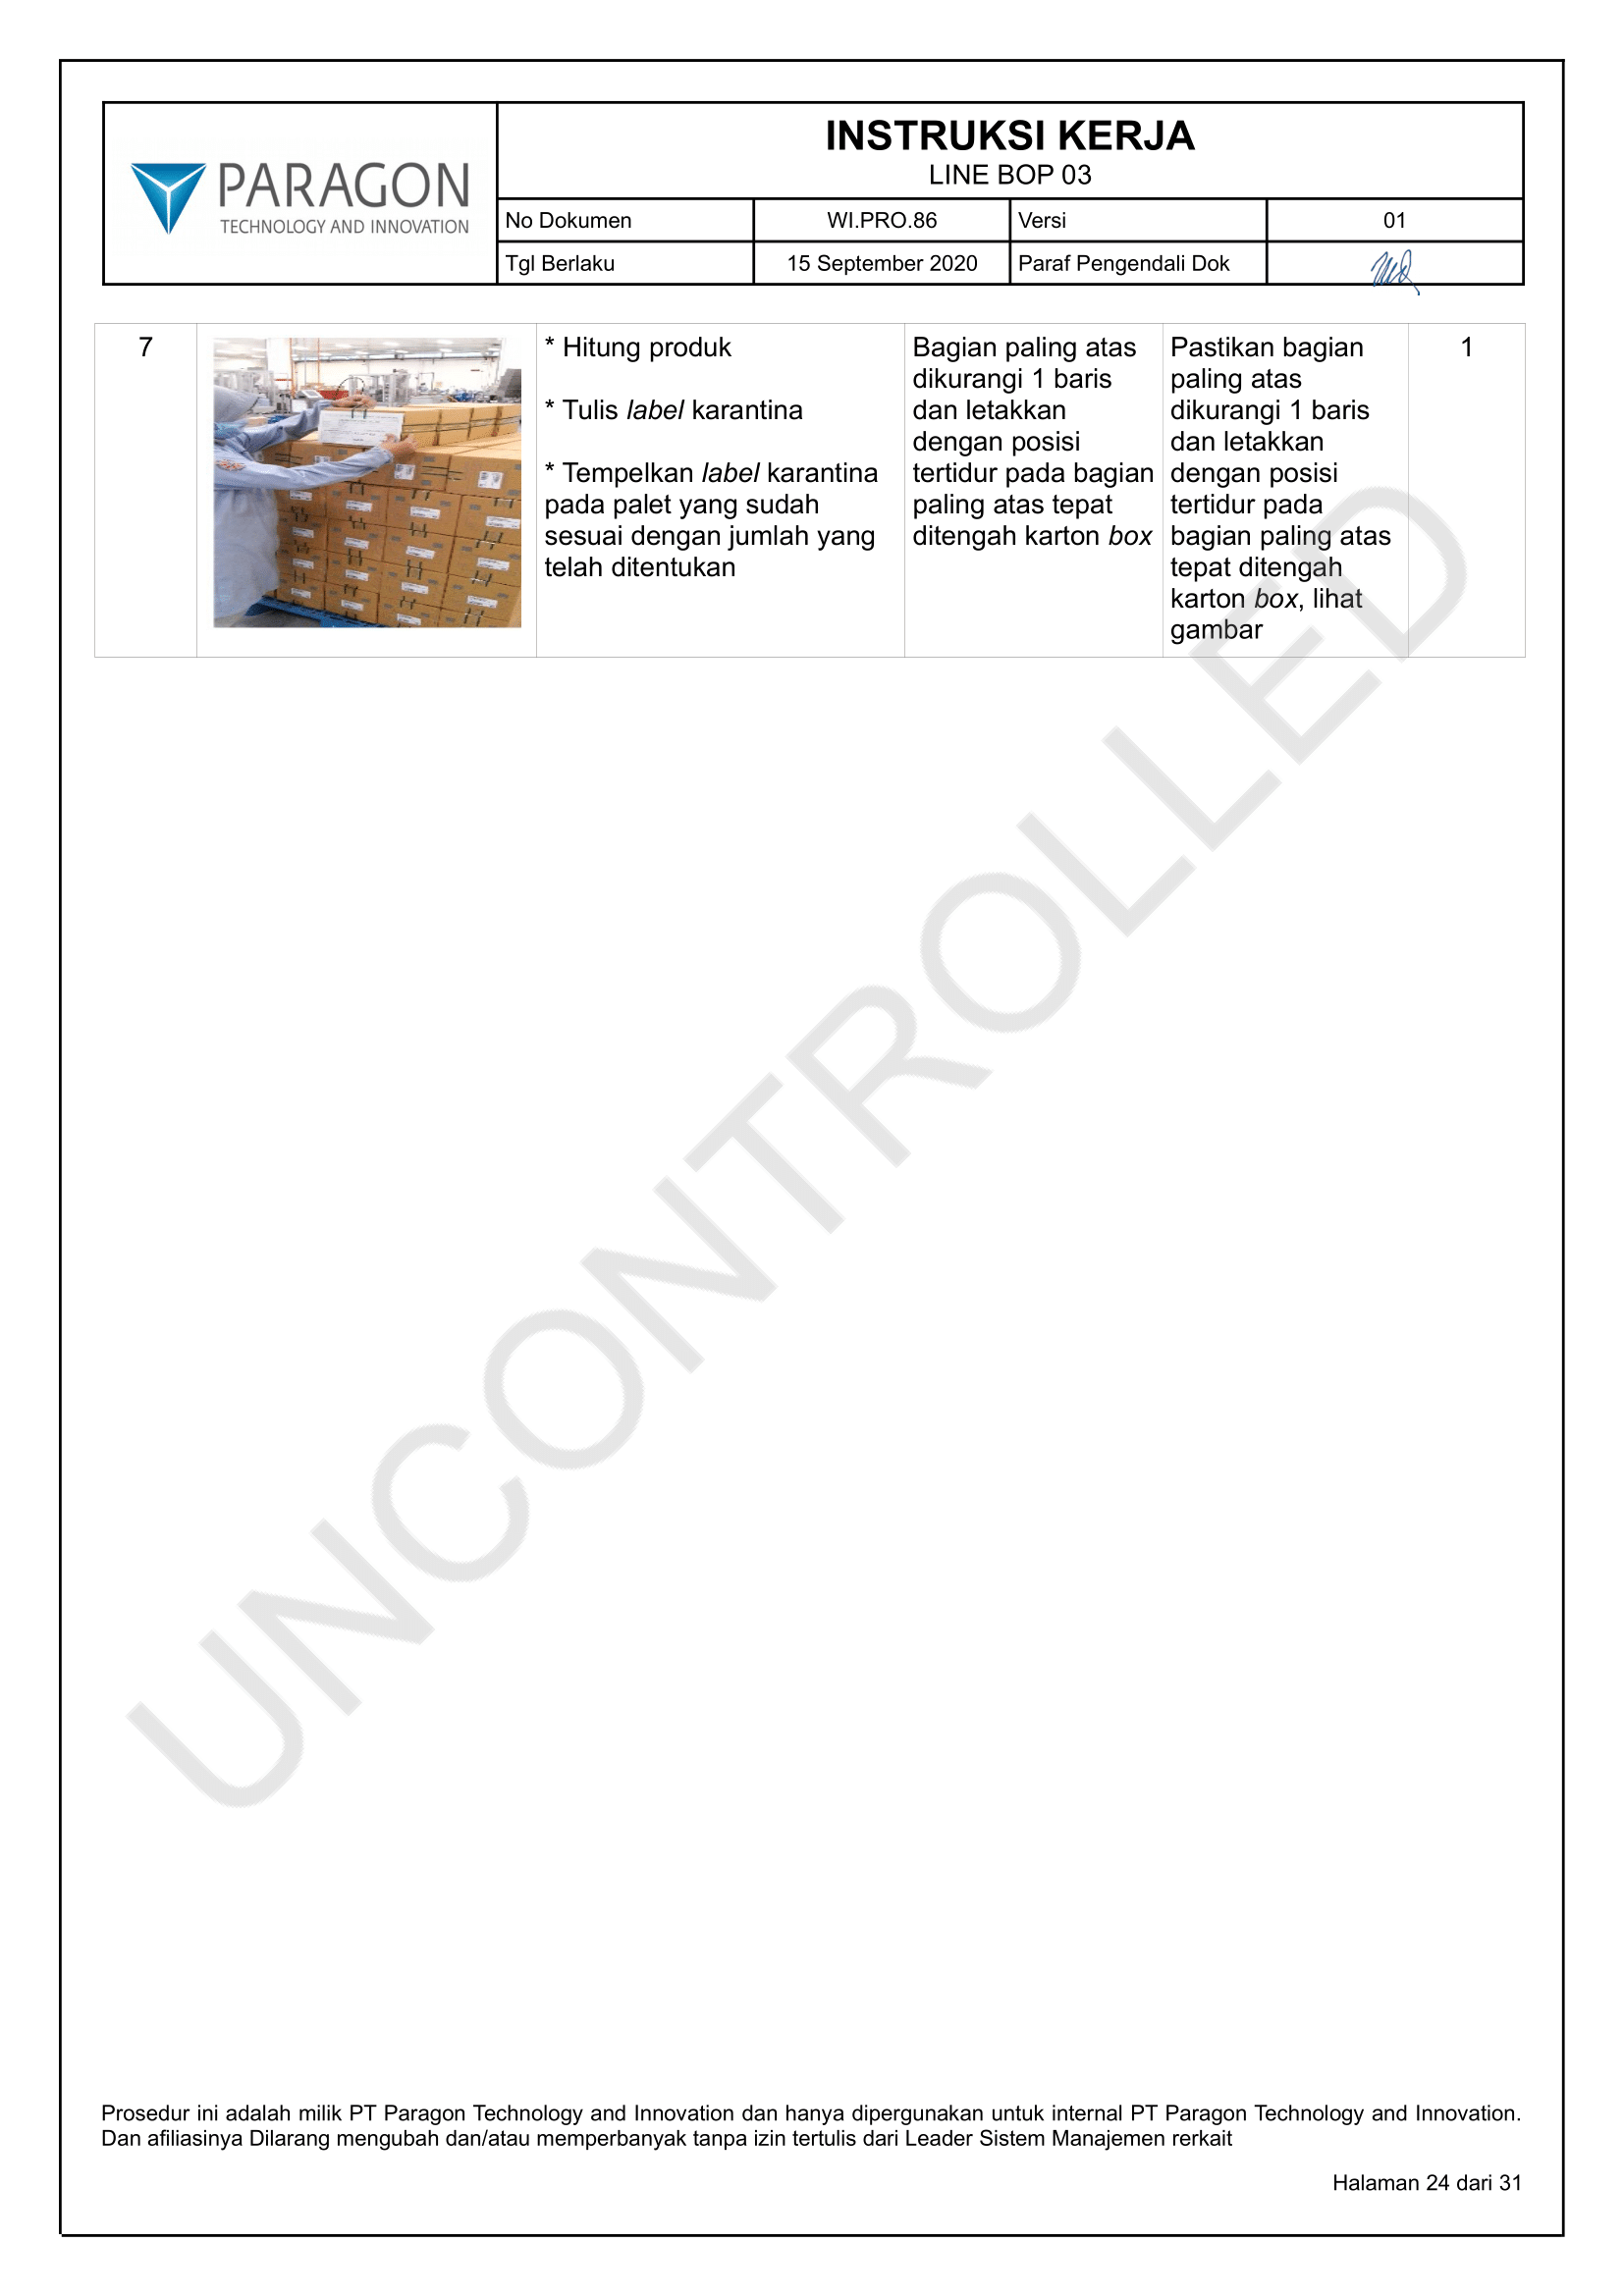 PARAGON
TECHNOLOGY AND INNOVATION
INSTRUKSI KERJA
LINE BOP 03
No Dokumen
WI.PRO.86
Versi
01
Tgl Berlaku
15 September 2020
Paraf Pengendali Dok
7
* Hitung produk
* Tulis label karantina
* Tempelkan label karantina
pada palet yang sudah
sesuai dengan jumlah yang
telah ditentukan
Bagian paling atas
dikurangi 1 baris
dan letakkan
dengan posisi
tertidur pada bagian
paling atas tepat
ditengah karton box
Pastikan bagian
paling atas
dikurangi 1 baris
dan letakkan
dengan posisi
tertidur pada
bagian paling atas
tepat ditengah
karton box, lihat
gambar
1
UNCONTROLLED
Prosedur ini adalah milik PT Paragon Technology and Innovation dan hanya dipergunakan untuk internal PT Paragon Technology and Innovation.
Dan afiliasinya Dilarang mengubah dan/atau memperbanyak tanpa izin tertulis dari Leader Sistem Manajemen rerkait
Halaman 24 dari 31